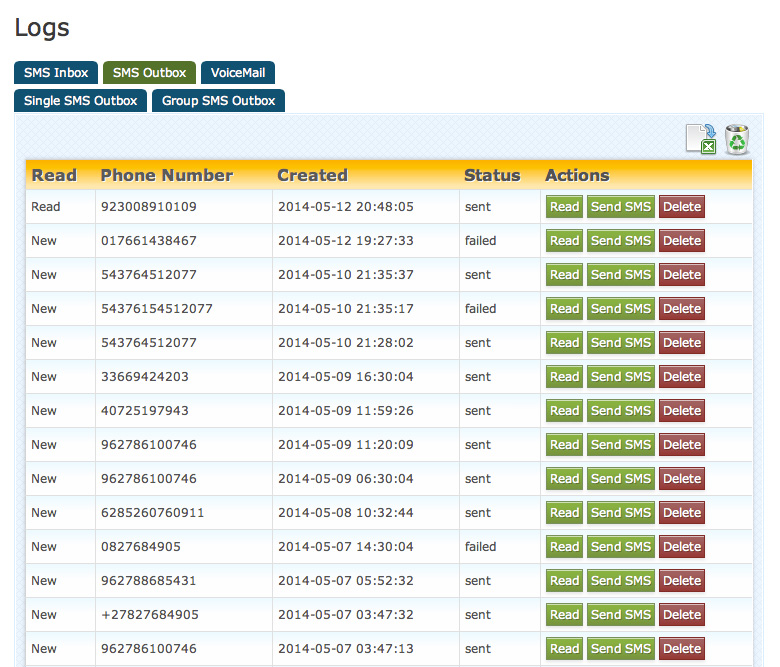 Logs
SMS Inbox SMS Outbox VoiceMail
Single SMS Outbox Group SMS Outbox
Read Phone Number Created Status Actions
Read 923008910109 2014-05-12 20:48:05 sent Read Send SMS Delete
New 017661438467 2014-05-12 19:27:33 failed Read Send SMS Delete
New 543764512077 2014-05-10 21:35:37 sent Read Send SMS Delete
New 54376154512077 2014-05-10 21:35:17 failed Read Send SMS Delete
New 543764512077 2014-05-10 21:28:02 sent Read Send SMS Delete
New 33669424203 2014-05-09 16:30:04 sent Read Send SMS Delete
New 40725197943 2014-05-09 11:59:26 sent Read Send SMS Delete
New 962786100746 2014-05-09 11:20:09 sent Read Send SMS Delete
New 962786100746 2014-05-09 06:30:04 sent Read Send SMS Delete
New 6285260760911 2014-05-08 10:32:44 sent Read Send SMS Delete
New 0827684905 2014-05-07 14:30:04 failed Read Send SMS Delete
New 962788685431 2014-05-07 05:52:32 sent Read Send SMS Delete
New +27827684905 2014-05-07 03:47:32 sent Read Send SMS Delete
New 962786100746 2014-05-07 03:47:13 sent Read Send SMS Delete